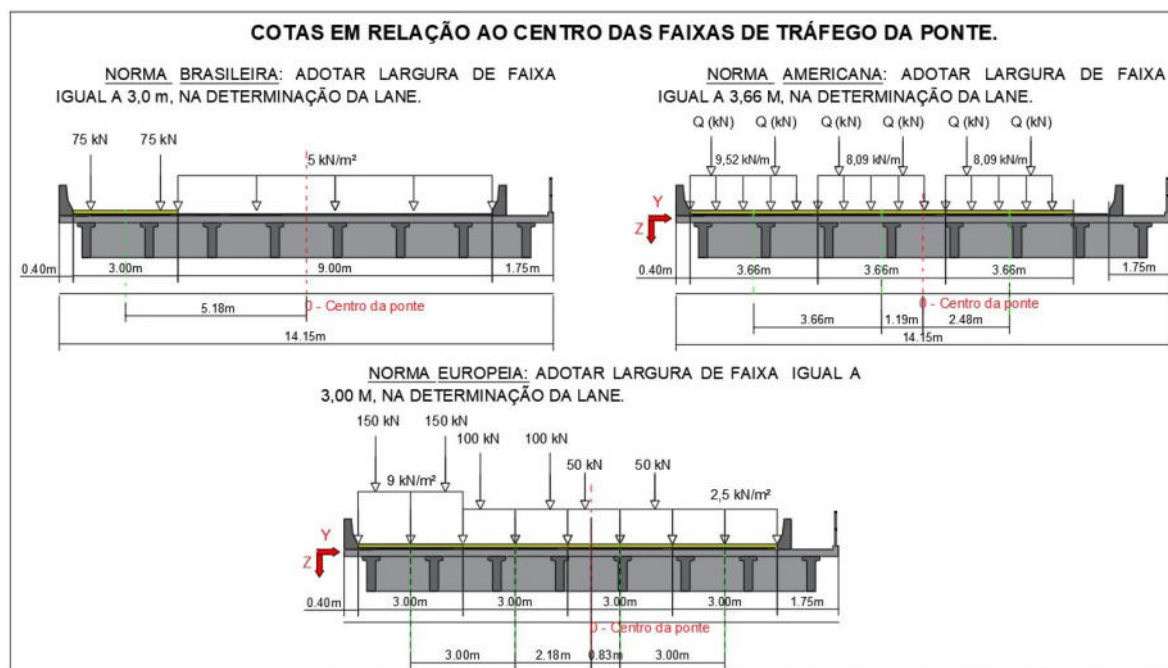 COTAS EM RELAÇÃO AO CENTRO DAS FAIXAS DE TRÁFEGO DA PONTE.
NORMA BRASILEIRA: ADOTAR LARGURA DE FAIXA
IGUAL A 3,0 m, NA DETERMINAÇÃO DA LANE.
75 kN 75 kN
5 kN/m²
0.40m 3.00m 9.00m 1.75m
0 - Centro da ponte
5.18m
14.15m
NORMA AMERICANA: ADOTAR LARGURA DE FAIXA
IGUAL A 3,66 M, NA DETERMINAÇÃO DA LANE.
Q (kN) Q (kN) Q (kN) Q (kN) Q (kN) Q (kN)
9,52 kN/m 8,09 kN/m 8,09 kN/m
Y
Z
0.40m 3.66m 3.66m 3.66m 1.75m
0 - Centro da ponte
3.66m 1.19m 2.48m
14.15m
NORMA EUROPEIA: ADOTAR LARGURA DE FAIXA IGUAL A
3,00 M, NA DETERMINAÇÃO DA LANE.
150 kN 150 kN
100 kN 100 kN
50 kN 50 kN
9 kN/m²
2,5 kN/m²
Y
Z
0.40m 3.00m 3.00m 3.00m 3.00m 1.75m
0 - Centro da ponte
3.00m 2.18m 0.83m 3.00m